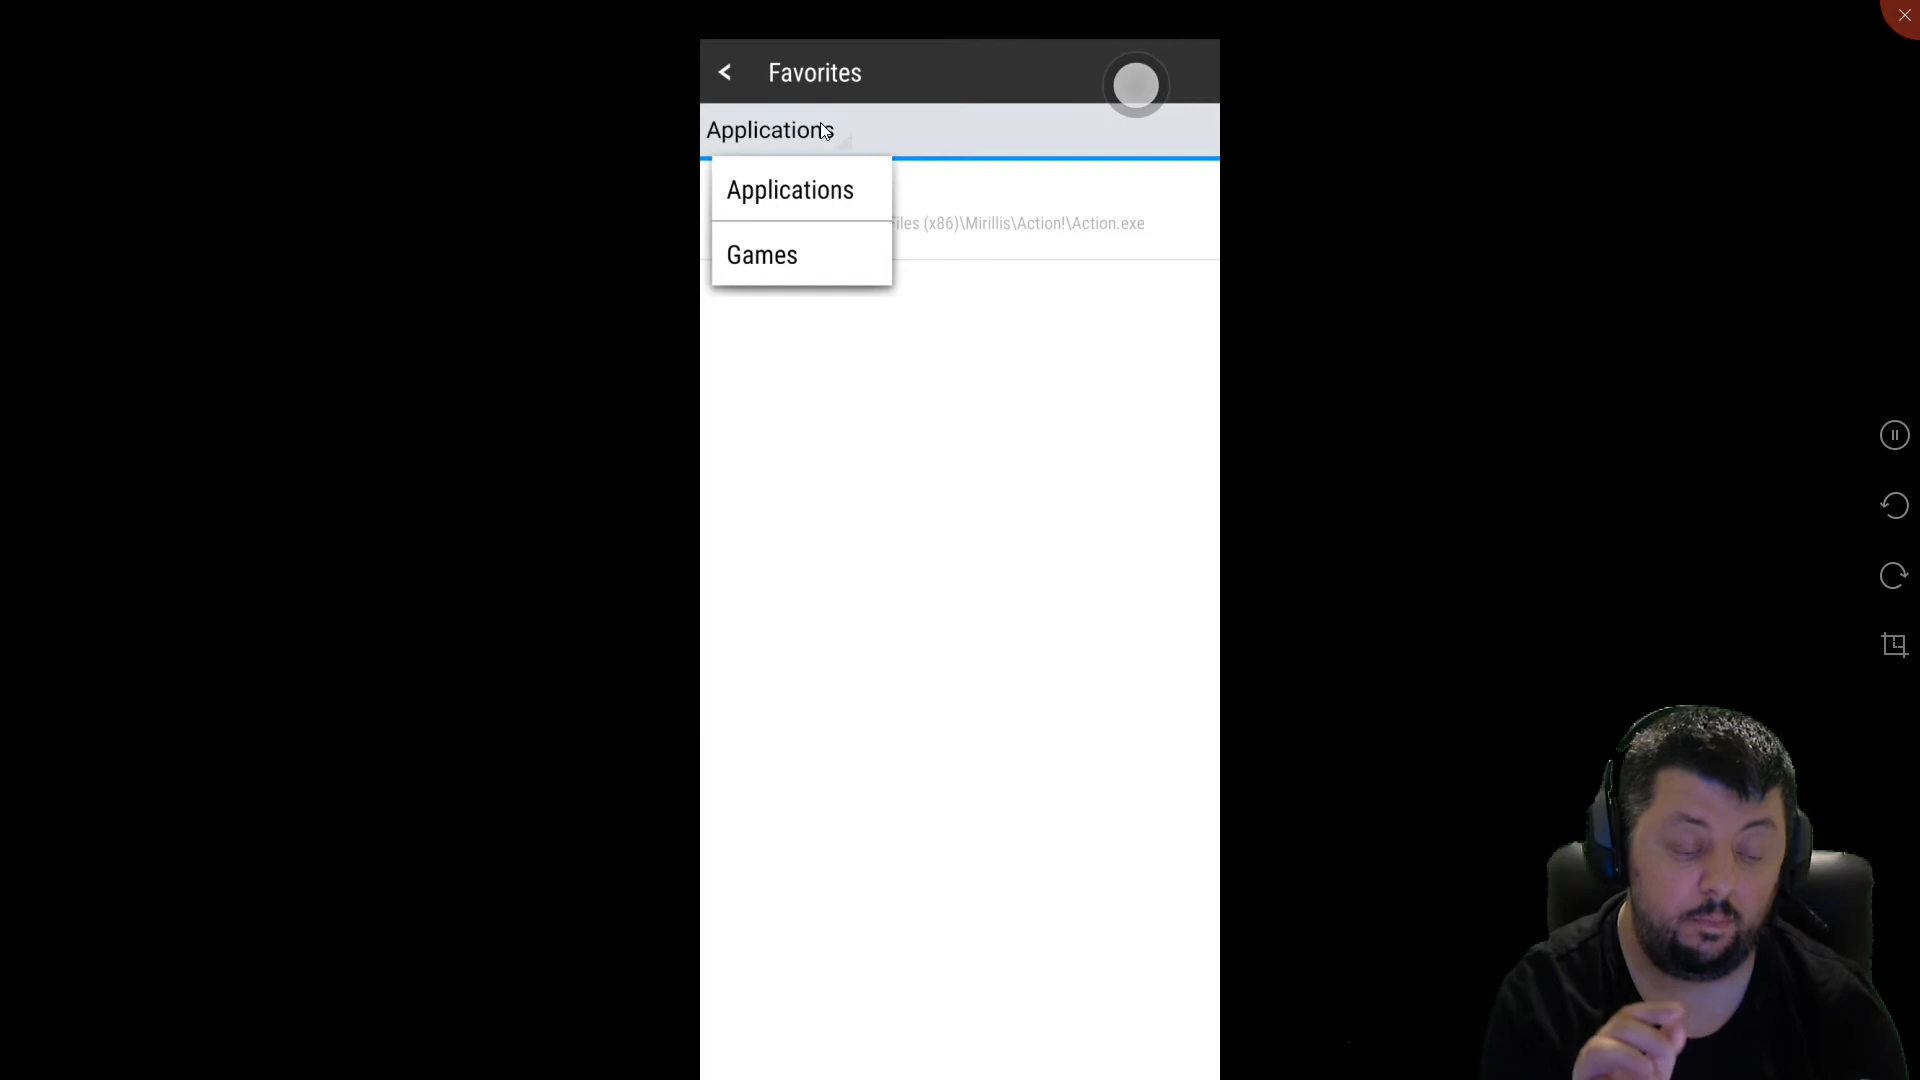 < Favorites
Applications
Applications
Files (x86)\Mirillis\Action!\Action.exe
Games